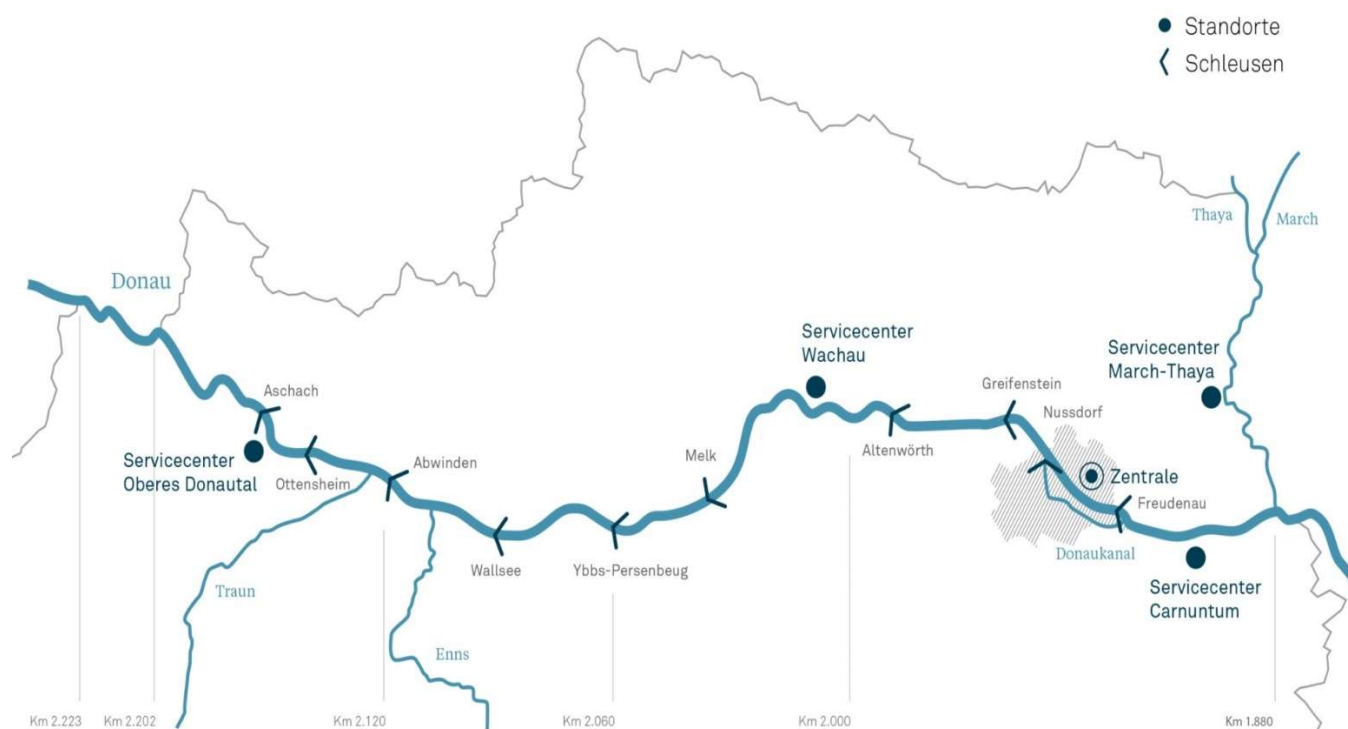 Standorte
Schleusen
Thaya
March
Donau
Servicecenter
Wachau
Servicecenter
March-Thaya
Aschach
Greifenstein
Nussdorf
Servicecenter
Oberes Donautal
Ottensheim
Abwinden
Melk
Altenwörth
Zentrale
Freudenau
Donaukanal
Wallsee
Ybbs-Persenbeug
Servicecenter
Carnuntum
Traun
Enns
Km 2.223
Km 2.202
Km 2.120
Km 2.060
Km 2.000
Km 1.880